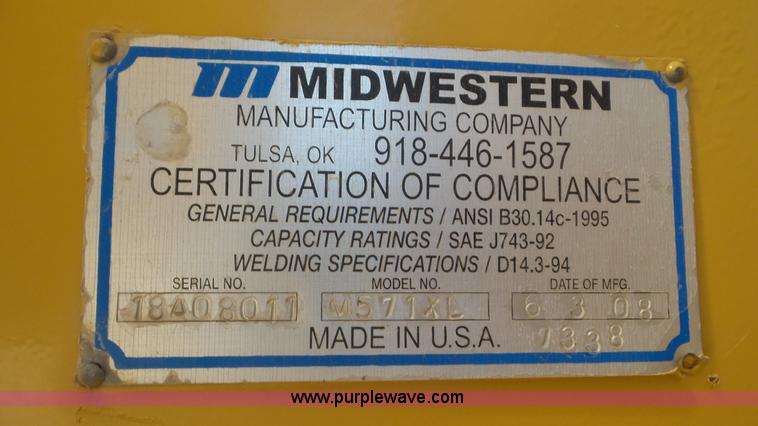 m MIDWESTERN
MANUFACTURING COMPANY
TULSA, OK 918-446-1587
CERTIFICATION OF COMPLIANCE
GENERAL REQUIREMENTS / ANSI B30.14c-1995
CAPACITY RATINGS / SAE J743-92
WELDING SPECIFICATIONS / D14.3-94
SERIAL NO. MODEL NO. DATE OF MFG.
18A08011 M571XL 6 3 08
MADE IN U.S.A. 7338
www.purplewave.com